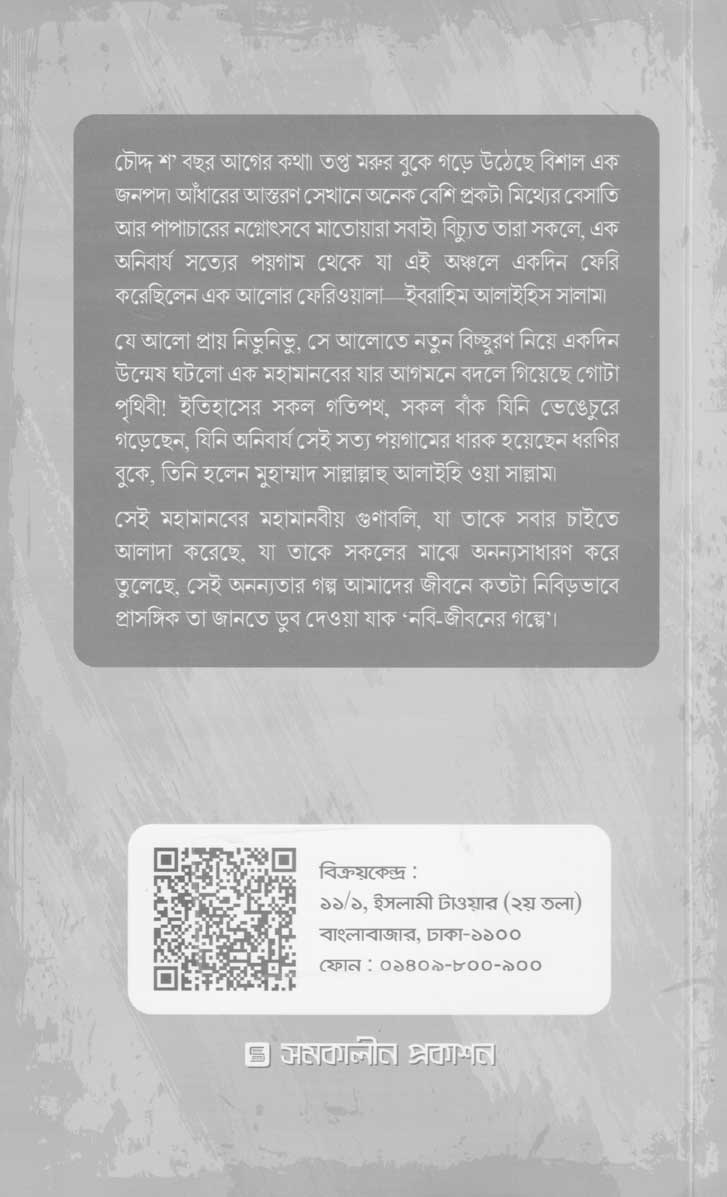 চৌদ্দ শ’ বছর আগের কথা। তপ্ত মরুর বুকে গড়ে উঠেছে বিশাল এক
জনপদ। আঁধারের আস্তরণ সেখানে অনেক বেশি প্রকট। মিথ্যের বেসাতি
আর পাপাচারের নগ্নোৎসবে মাতোয়ারা সবাই। বিচ্যুত তারা সকলে, এক
অনিবার্য সত্যের পয়গাম থেকে যা এই অঞ্চলে একদিন ফেরি
করেছিলেন এক আলোর ফেরিওয়ালা—ইবরাহিম আলাইহিস সালাম।
যে আলো প্রায় নিভুনিভু, সে আলোতে নতুন বিচ্ছুরণ নিয়ে একদিন
উন্মেষ ঘটলো এক মহামানবের যার আগমনে বদলে গিয়েছে গোটা
পৃথিবী! ইতিহাসের সকল গতিপথ, সকল বাঁক যিনি ভেঙেচুরে
গড়েছেন, যিনি অনিবার্য সেই সত্য পয়গামের ধারক হয়েছেন ধরণির
বুকে, তিনি হলেন মুহাম্মাদ সাল্লাল্লাহু আলাইহি ওয়া সাল্লাম।
সেই মহামানবের মহামানবীয় গুণাবলি, যা তাকে সবার চাইতে
আলাদা করেছে, যা তাকে সকলের মাঝে অনন্যসাধারণ করে
তুলেছে, সেই অনন্যতার গল্প আমাদের জীবনে কতটা নিবিড়ভাবে
প্রাসঙ্গিক তা জানতে ডুব দেওয়া যাক ‘নবি-জীবনের গল্পে’।
বিক্রয়কেন্দ্র :
১১/১, ইসলামী টাওয়ার (২য় তলা)
বাংলাবাজার, ঢাকা-১১০০
ফোন : ০১৪০৯-৮০০-৯০০
সমকালীন প্রকাশন